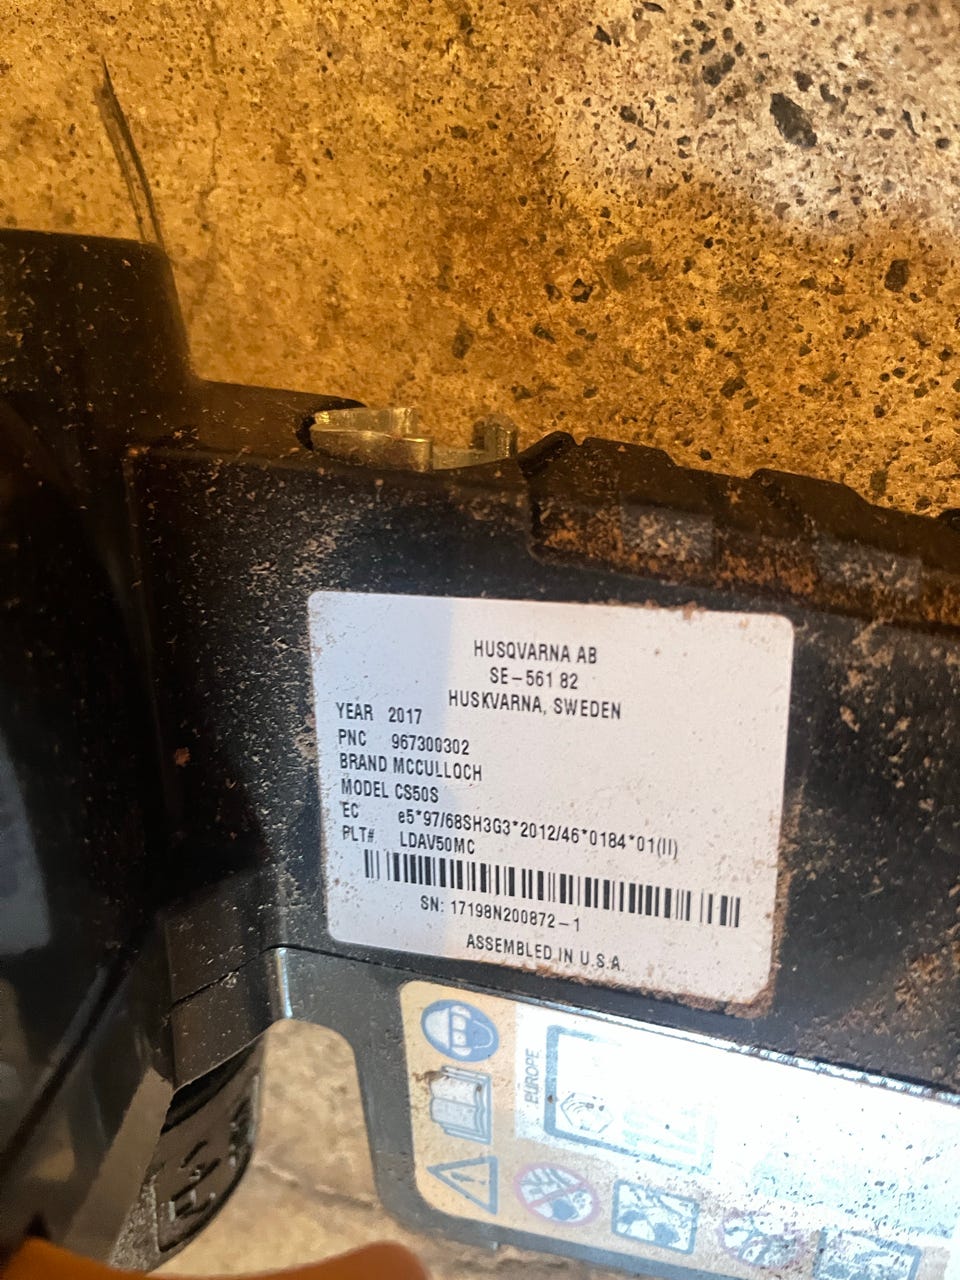 HUSQVARNA AB
SE-561 82
HUSKVARNA, SWEDEN
YEAR 2017
PNC 967300302
BRAND MCCULLOCH
MODEL CS50S
EC e5*97/68SH3G3*2012/46*0184*01(II)
PLT# LDAV50MC
SN: 17198N200872-1
ASSEMBLED IN U.S.A.
EUROPE